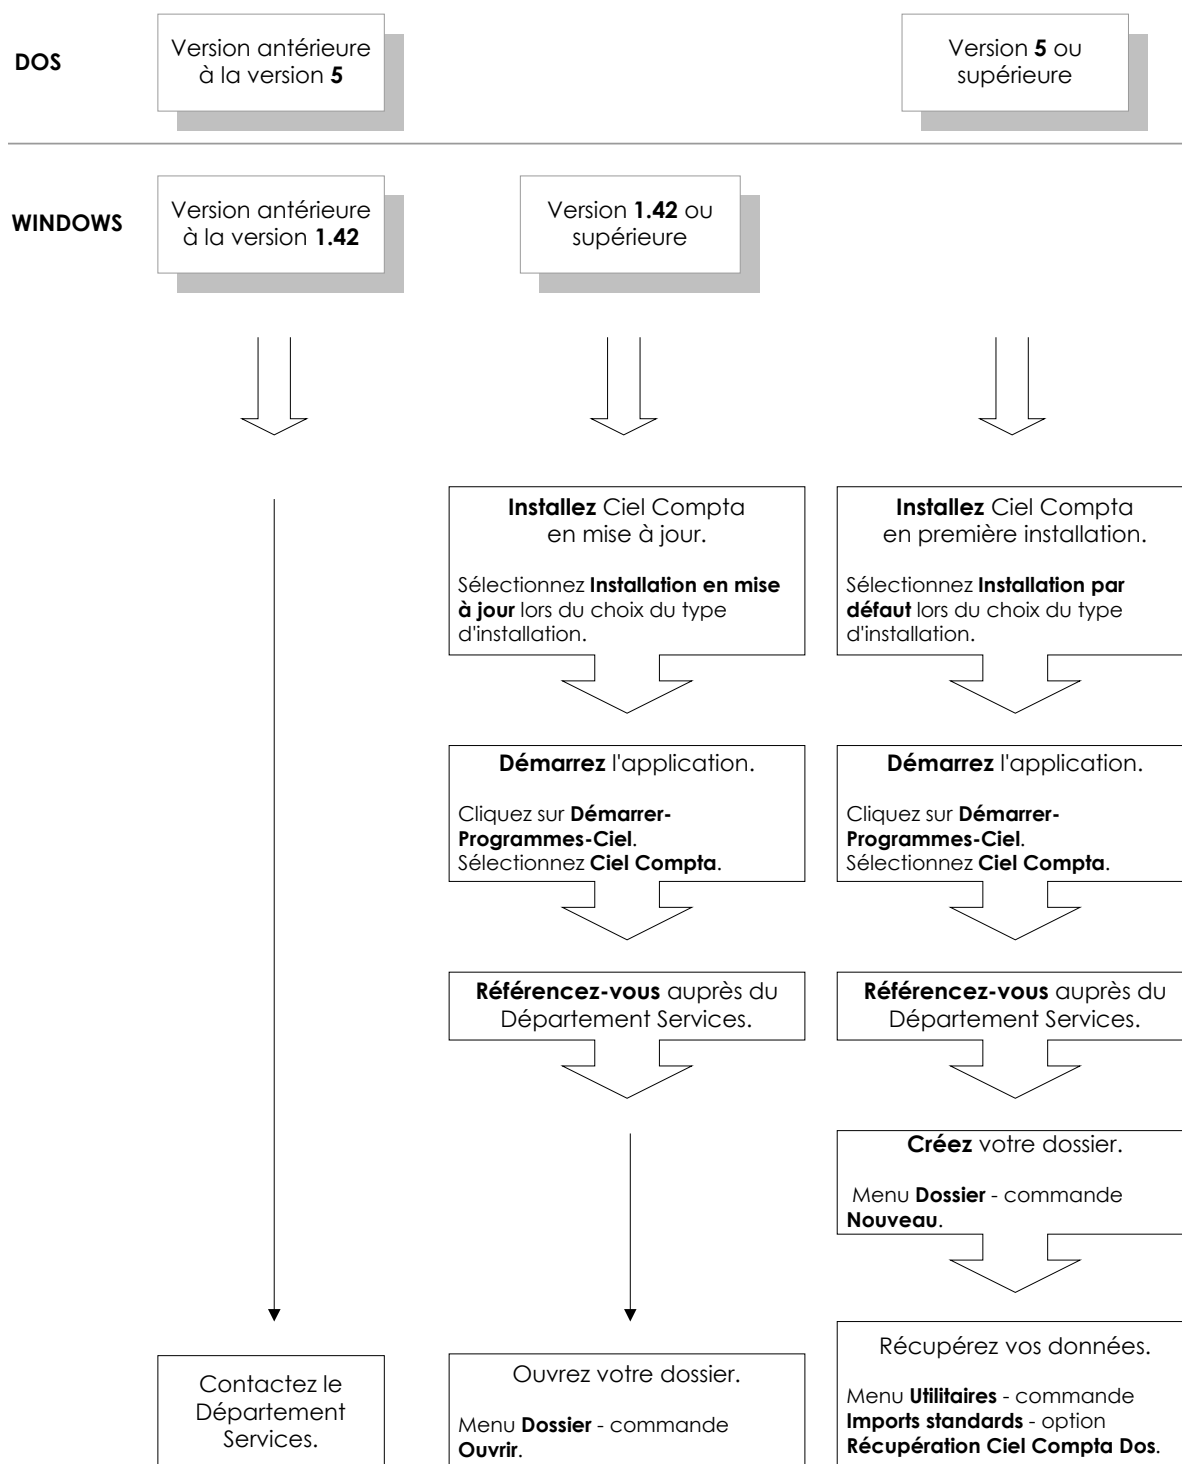 DOS
Version antérieure
à la version 5
Version 5 ou
supérieure
WINDOWS
Version antérieure
à la version 1.42
Version 1.42 ou
supérieure
Installez Ciel Compta
en mise à jour.
Sélectionnez Installation en mise
à jour lors du choix du type
d'installation.
Installez Ciel Compta
en première installation.
Sélectionnez Installation par
défaut lors du choix du type
d'installation.
Démarrez l'application.
Cliquez sur Démarrer-
Programmes-Ciel.
Sélectionnez Ciel Compta.
Démarrez l'application.
Cliquez sur Démarrer-
Programmes-Ciel.
Sélectionnez Ciel Compta.
Référencez-vous auprès du
Département Services.
Référencez-vous auprès du
Département Services.
Créez votre dossier.
Menu Dossier - commande
Nouveau.
Contactez le
Département
Services.
Ouvrez votre dossier.
Menu Dossier - commande
Ouvrir.
Récupérez vos données.
Menu Utilitaires - commande
Imports standards - option
Récupération Ciel Compta Dos.